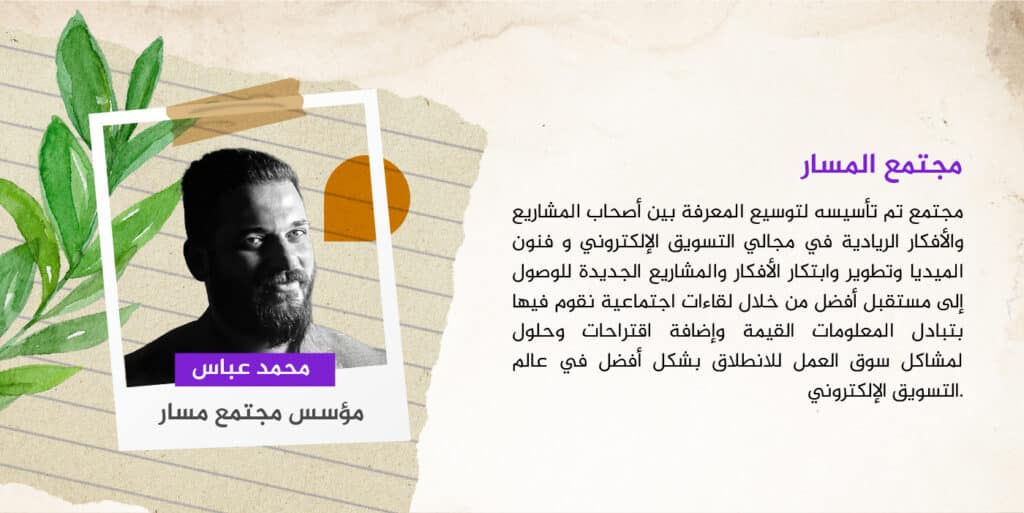 مجتمع المسار
مجتمع تم تأسيسه لتوسيع المعرفة بين أصحاب المشاريع
والأفكار الريادية في مجالي التسويق الإلكتروني و فنون
الميديا وتطوير وابتكار الأفكار والمشاريع الجديدة للوصول
إلى مستقبل أفضل من خلال لقاءات اجتماعية نقوم فيها
بتبادل المعلومات القيمة وإضافة اقتراحات وحلول
لمشاكل سوق العمل للانطلاق بشكل أفضل في عالم
.التسويق الإلكتروني
محمد عباس
مؤسس مجتمع مسار